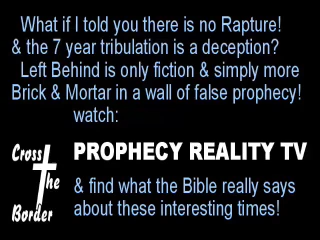 What if I told you there is no Rapture!
& the 7 year tribulation is a deception?
Left Behind is only fiction & simply more
Brick & Mortar in a wall of false prophecy!
watch:
PROPHECY REALITY TV
& find what the Bible really says
about these interesting times!
Cross
the
Border